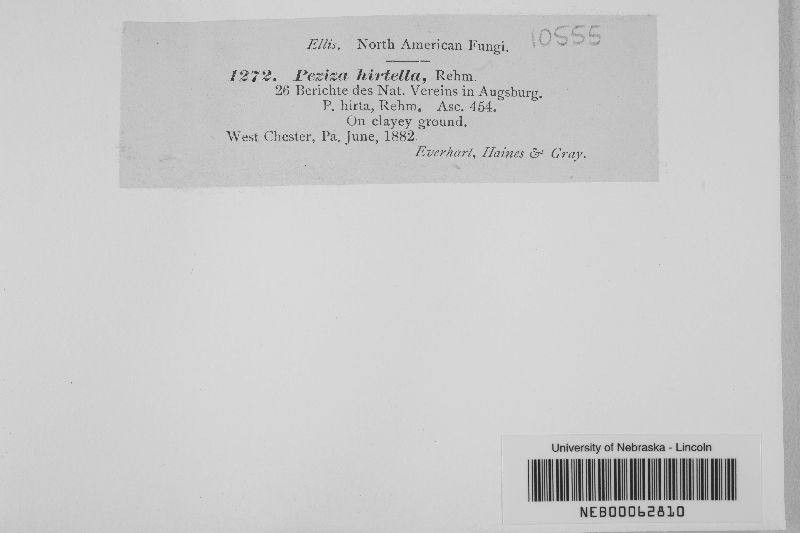 Ellis. North American Fungi.
10555
1272. Peziza hirtella, Rehm.
26 Berichte des Nat. Vereins in Augsburg.
P. hirta, Rehm. Asc. 454.
On clayey ground.
West Chester, Pa. June, 1882.
Everhart, Haines & Gray.
University of Nebraska - Lincoln
NEB00062810